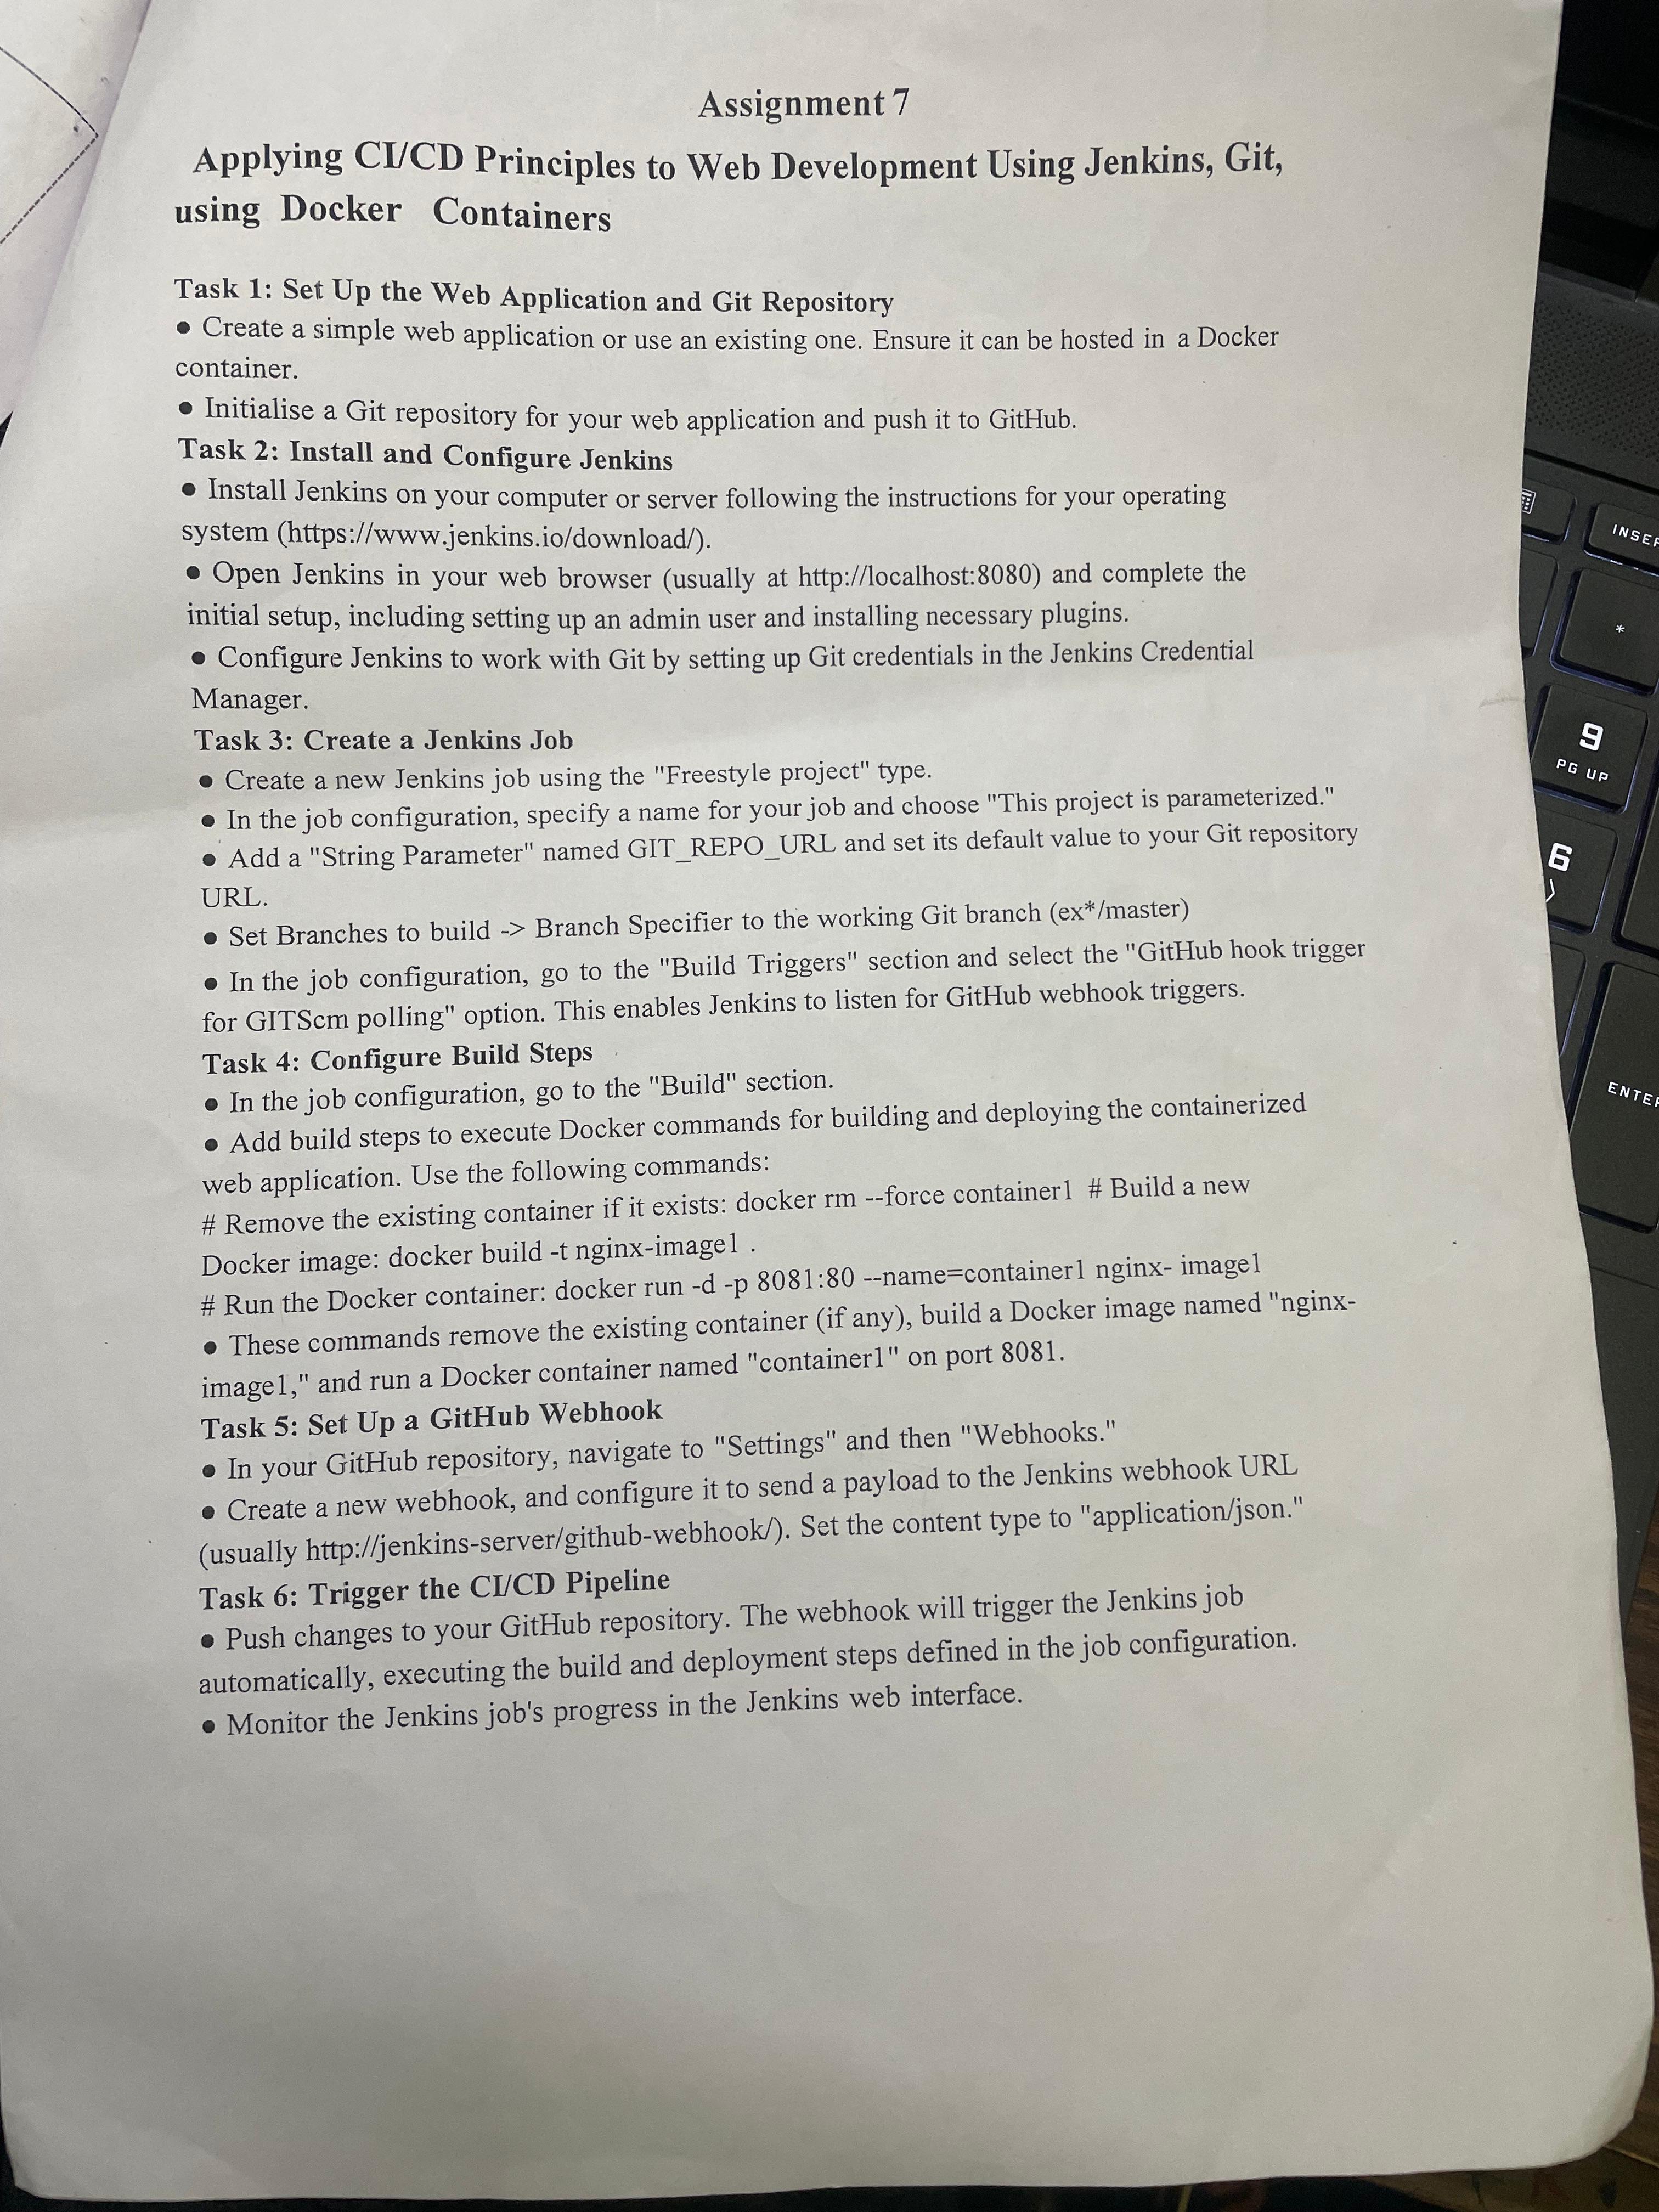 Assignment 7
Applying CI/CD Principles to Web Development Using Jenkins, Git,
using Docker Containers
Task 1: Set Up the Web Application and Git Repository
● Create a simple web application or use an existing one. Ensure it can be hosted in a Docker
container.
● Initialise a Git repository for your web application and push it to GitHub.
Task 2: Install and Configure Jenkins
● Install Jenkins on your computer or server following the instructions for your operating
system (https://www.jenkins.io/download/).
● Open Jenkins in your web browser (usually at http://localhost:8080) and complete the
initial setup, including setting up an admin user and installing necessary plugins.
● Configure Jenkins to work with Git by setting up Git credentials in the Jenkins Credential
Manager.
Task 3: Create a Jenkins Job
● Create a new Jenkins job using the "Freestyle project" type.
● In the job configuration, specify a name for your job and choose "This project is parameterized."
● Add a "String Parameter" named GIT_REPO_URL and set its default value to your Git repository
URL.
● Set Branches to build -> Branch Specifier to the working Git branch (ex*/master)
● In the job configuration, go to the "Build Triggers" section and select the "GitHub hook trigger
for GITScm polling" option. This enables Jenkins to listen for GitHub webhook triggers.
Task 4: Configure Build Steps
● In the job configuration, go to the "Build" section.
● Add build steps to execute Docker commands for building and deploying the containerized
web application. Use the following commands:
# Remove the existing container if it exists: docker rm --force container1 # Build a new
Docker image: docker build -t nginx-image1 .
# Run the Docker container: docker run -d -p 8081:80 --name=container1 nginx- image1
● These commands remove the existing container (if any), build a Docker image named "nginx-
image1," and run a Docker container named "container1" on port 8081.
Task 5: Set Up a GitHub Webhook
● In your GitHub repository, navigate to "Settings" and then "Webhooks."
● Create a new webhook, and configure it to send a payload to the Jenkins webhook URL
(usually http://jenkins-server/github-webhook/). Set the content type to "application/json."
Task 6: Trigger the CI/CD Pipeline
● Push changes to your GitHub repository. The webhook will trigger the Jenkins job
automatically, executing the build and deployment steps defined in the job configuration.
● Monitor the Jenkins job's progress in the Jenkins web interface.
*
9
PG UP
6